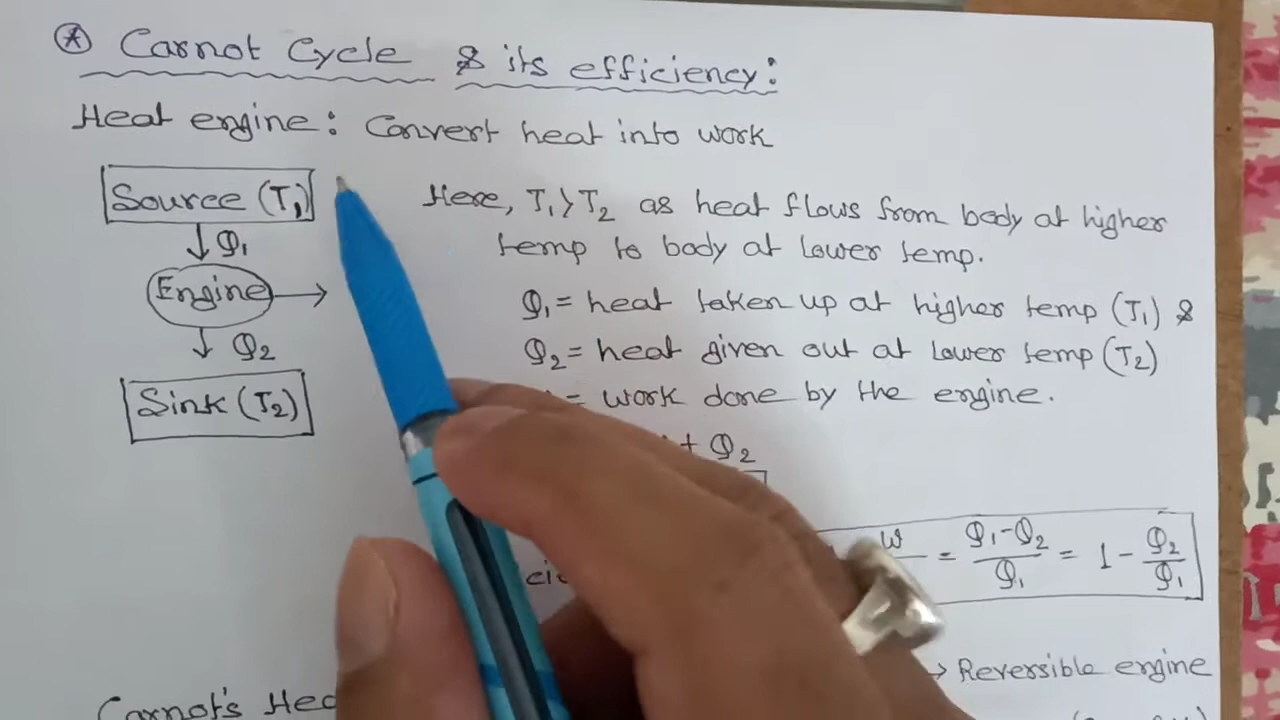 Carnot Cycle & its efficiency:
Heat engine: Convert heat into work
Source (T1)
Q1
Engine
Q2
Sink (T2)
Here, T1>T2 as heat flows from body at higher
temp to body at lower temp.
Q1 = heat taken up at higher temp (T1) &
Q2 = heat given out at lower temp (T2)
= work done by the engine.
+ Q2
W = Q1-Q2/Q1 = 1 - Q2/Q1
→ Reversible engine
Carnot's